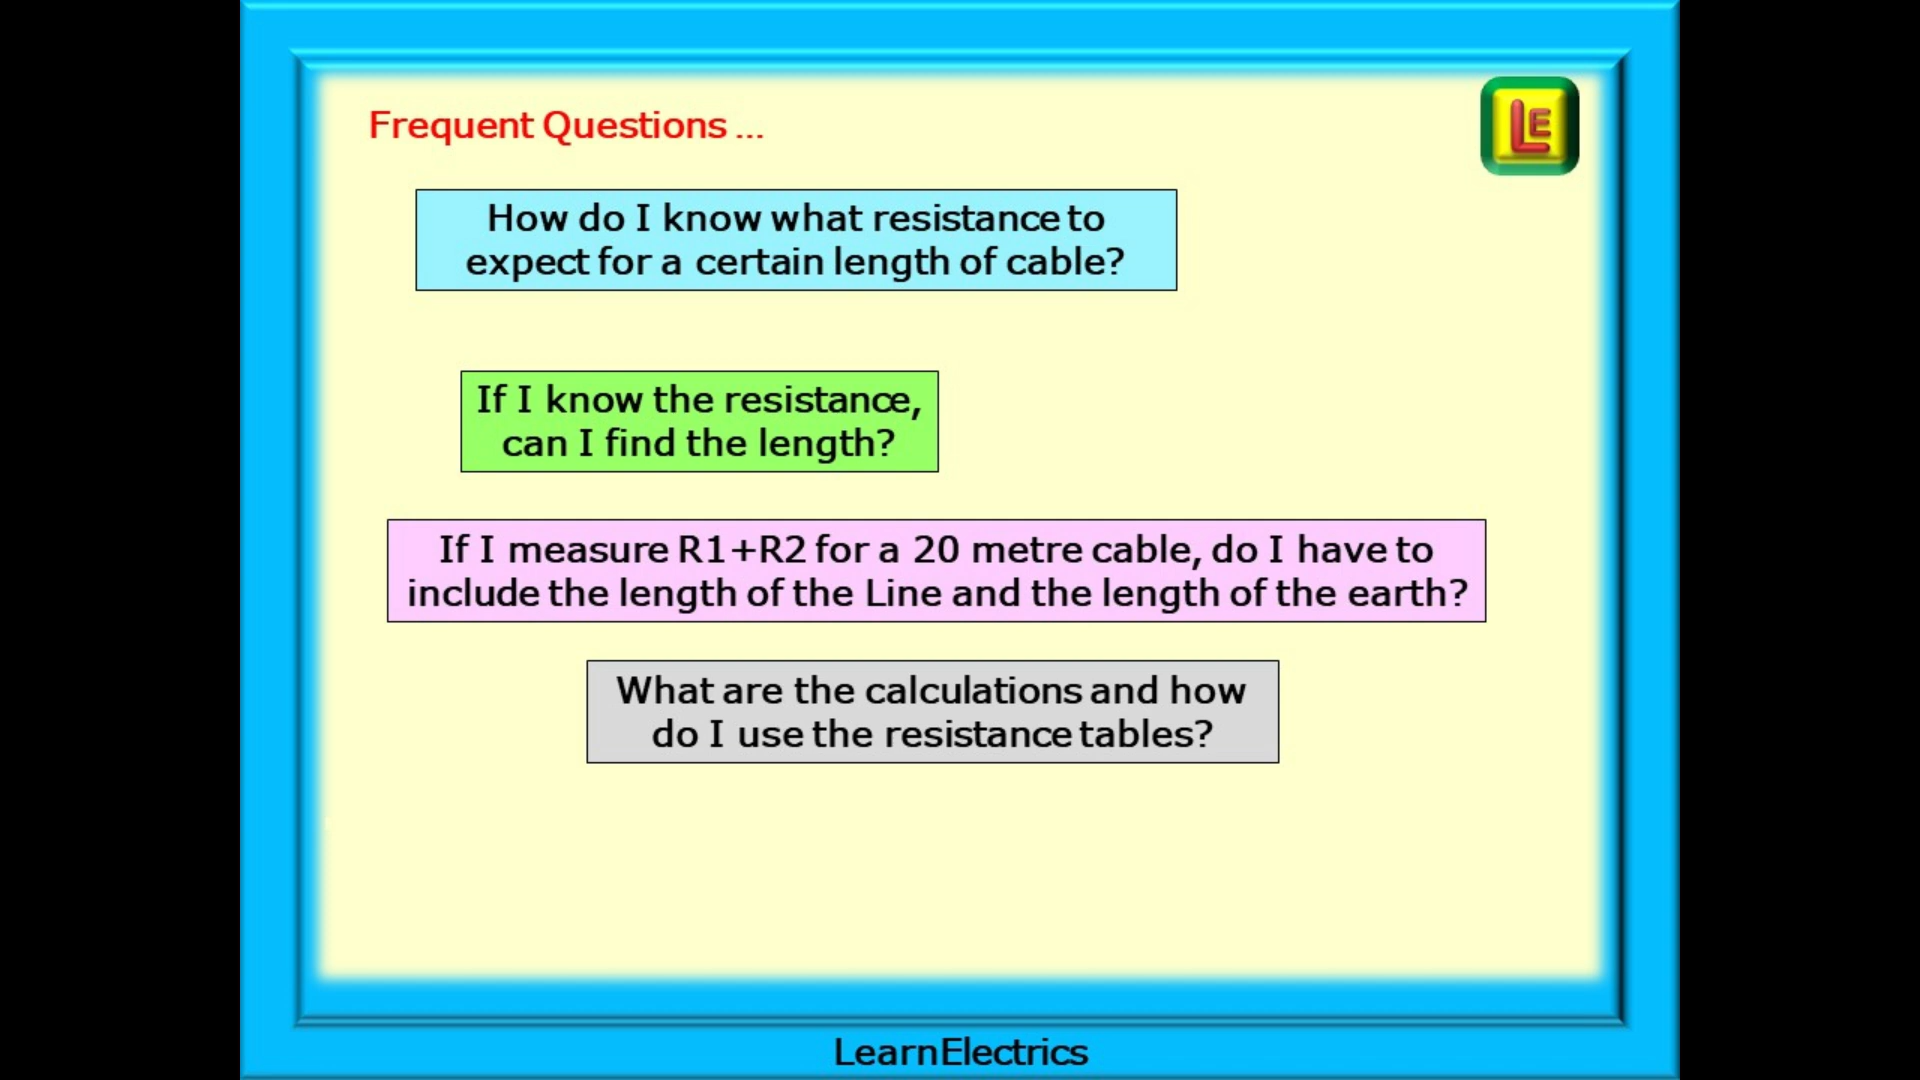 Frequent Questions ...
LE
How do I know what resistance to
expect for a certain length of cable?
If I know the resistance,
can I find the length?
If I measure R1+R2 for a 20 metre cable, do I have to
include the length of the Line and the length of the earth?
What are the calculations and how
do I use the resistance tables?
LearnElectrics